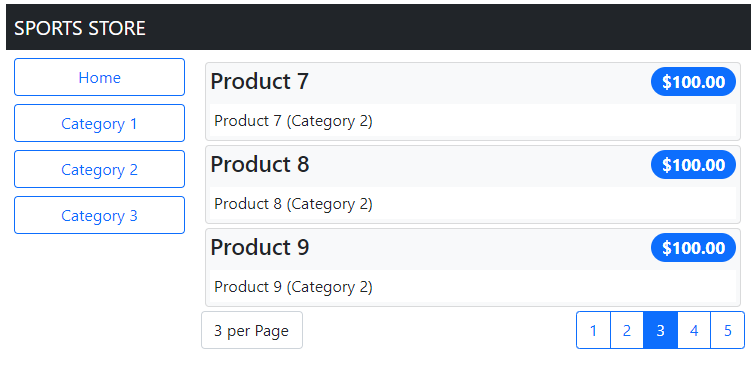 SPORTS STORE
Home
Category 1
Category 2
Category 3
Product 7 $100.00
Product 7 (Category 2)
Product 8 $100.00
Product 8 (Category 2)
Product 9 $100.00
Product 9 (Category 2)
3 per Page 1 2 3 4 5